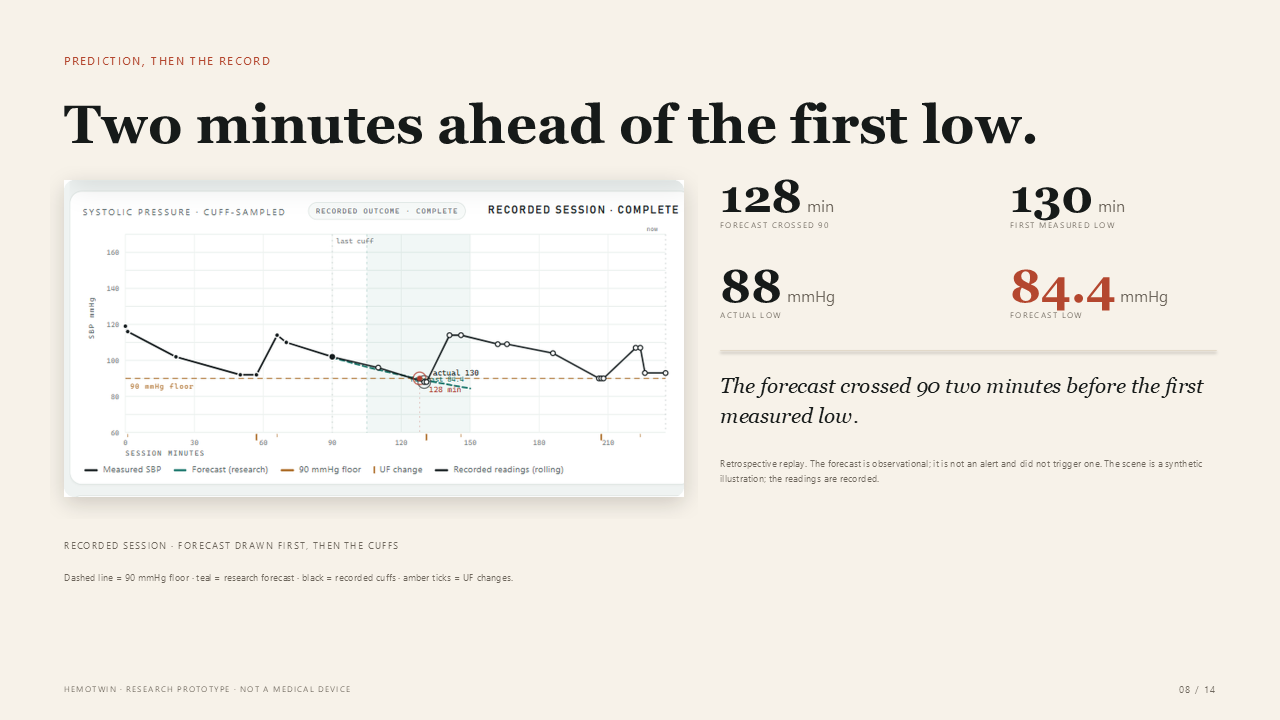 PREDICTION, THEN THE RECORD
Two minutes ahead of the first low.
SYSTOLIC PRESSURE · CUFF-SAMPLED
RECORDED OUTCOME · COMPLETE
RECORDED SESSION · COMPLETE
now
last cuff
160
140
120
100
80
60
SBP mmHg
90 mmHg floor
actual 130
84.4
128 min
0 30 60 90 120 150 180 210
SESSION MINUTES
Measured SBP
Forecast (research)
90 mmHg floor
UF change
Recorded readings (rolling)
128 min
FORECAST CROSSED 90
130 min
FIRST MEASURED LOW
88 mmHg
ACTUAL LOW
84.4 mmHg
FORECAST LOW
The forecast crossed 90 two minutes before the first
measured low.
Retrospective replay. The forecast is observational; it is not an alert and did not trigger one. The scene is a synthetic
illustration; the readings are recorded.
RECORDED SESSION · FORECAST DRAWN FIRST, THEN THE CUFFS
Dashed line = 90 mmHg floor · teal = research forecast · black = recorded cuffs · amber ticks = UF changes.
HEMOTWIN · RESEARCH PROTOTYPE · NOT A MEDICAL DEVICE
08 / 14